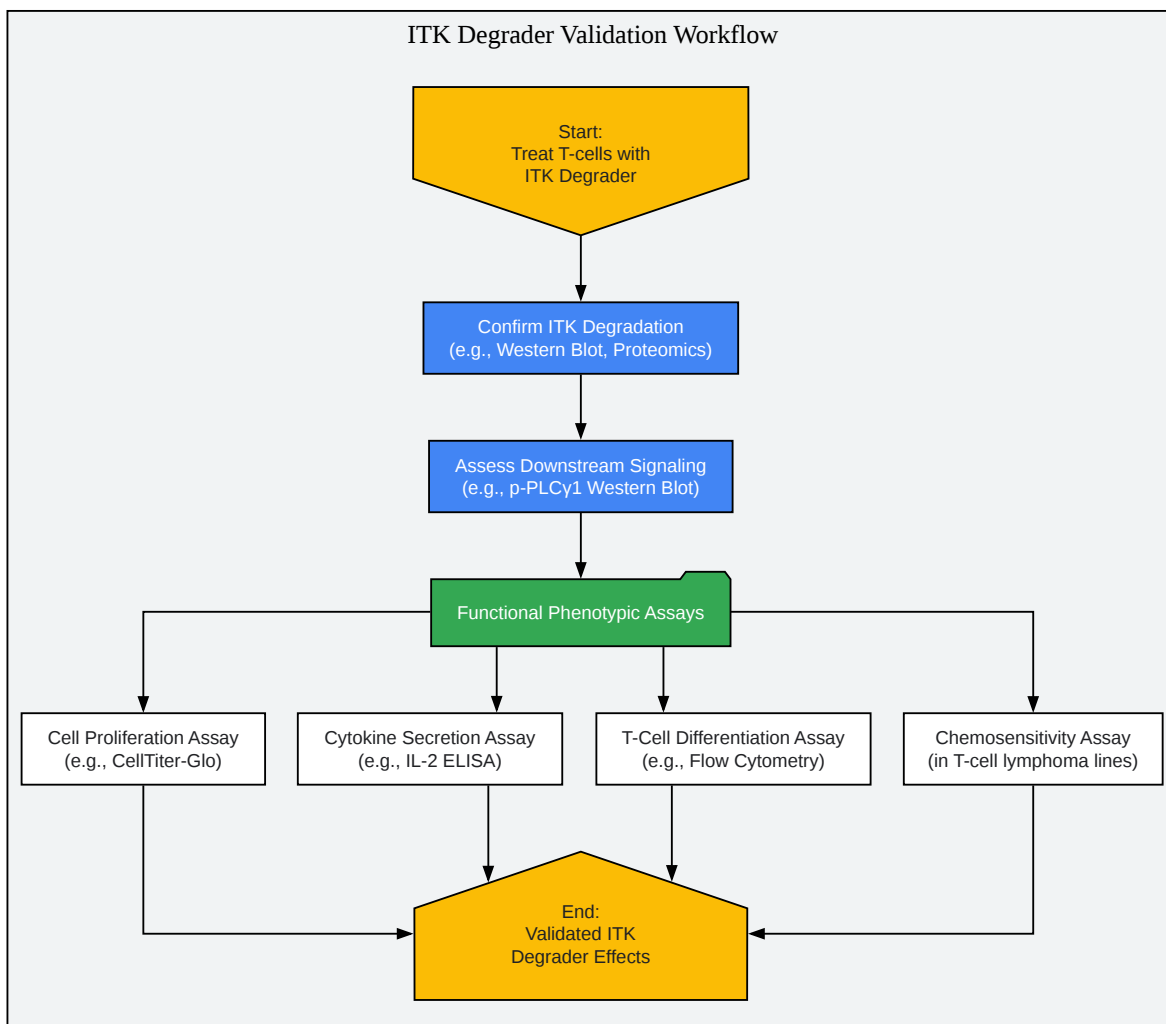 ITK Degrader Validation Workflow
Start:
Treat T-cells with
ITK Degrader
Confirm ITK Degradation
(e.g., Western Blot, Proteomics)
Assess Downstream Signaling
(e.g., p-PLCγ1 Western Blot)
Functional Phenotypic Assays
Cell Proliferation Assay
(e.g., CellTiter-Glo)
Cytokine Secretion Assay
(e.g., IL-2 ELISA)
T-Cell Differentiation Assay
(e.g., Flow Cytometry)
Chemosensitivity Assay
(in T-cell lymphoma lines)
End:
Validated ITK
Degrader Effects